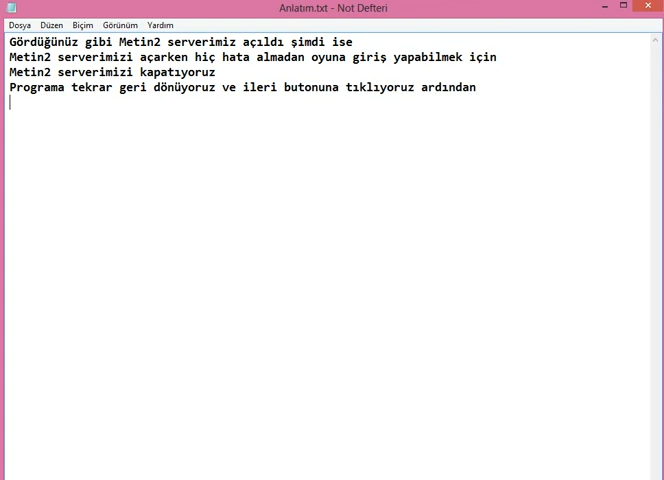 Anlatım.txt - Not Defteri
Dosya Düzen Biçim Görünüm Yardım
Gördüğünüz gibi Metin2 serverimiz açıldı şimdi ise
Metin2 serverimizi açarken hiç hata almadan oyuna giriş yapabilmek için
Metin2 serverimizi kapatıyoruz
Programa tekrar geri dönüyoruz ve ileri butonuna tıklıyoruz ardından